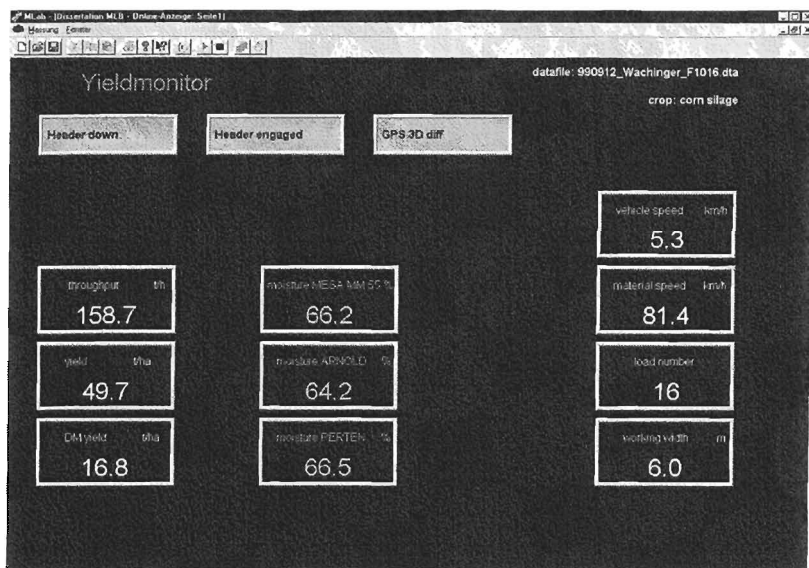 MLab - [Dissertation MLB - Online-Anzeige: Seite1]
Messung Fenster
Yieldmonitor
datafile: 990912_Wachinger_F1016.dta
crop: corn silage
Header down
Header engaged
GPS 3D diff
vehicle speed km/h
5.3
throughput t/h
158.7
moisture MESA MM 55 %
66.2
material speed km/h
81.4
yield t/ha
49.7
moisture ARNOLD %
64.2
load number
16
DM yield t/ha
16.8
moisture PERTEN %
66.5
working width m
6.0